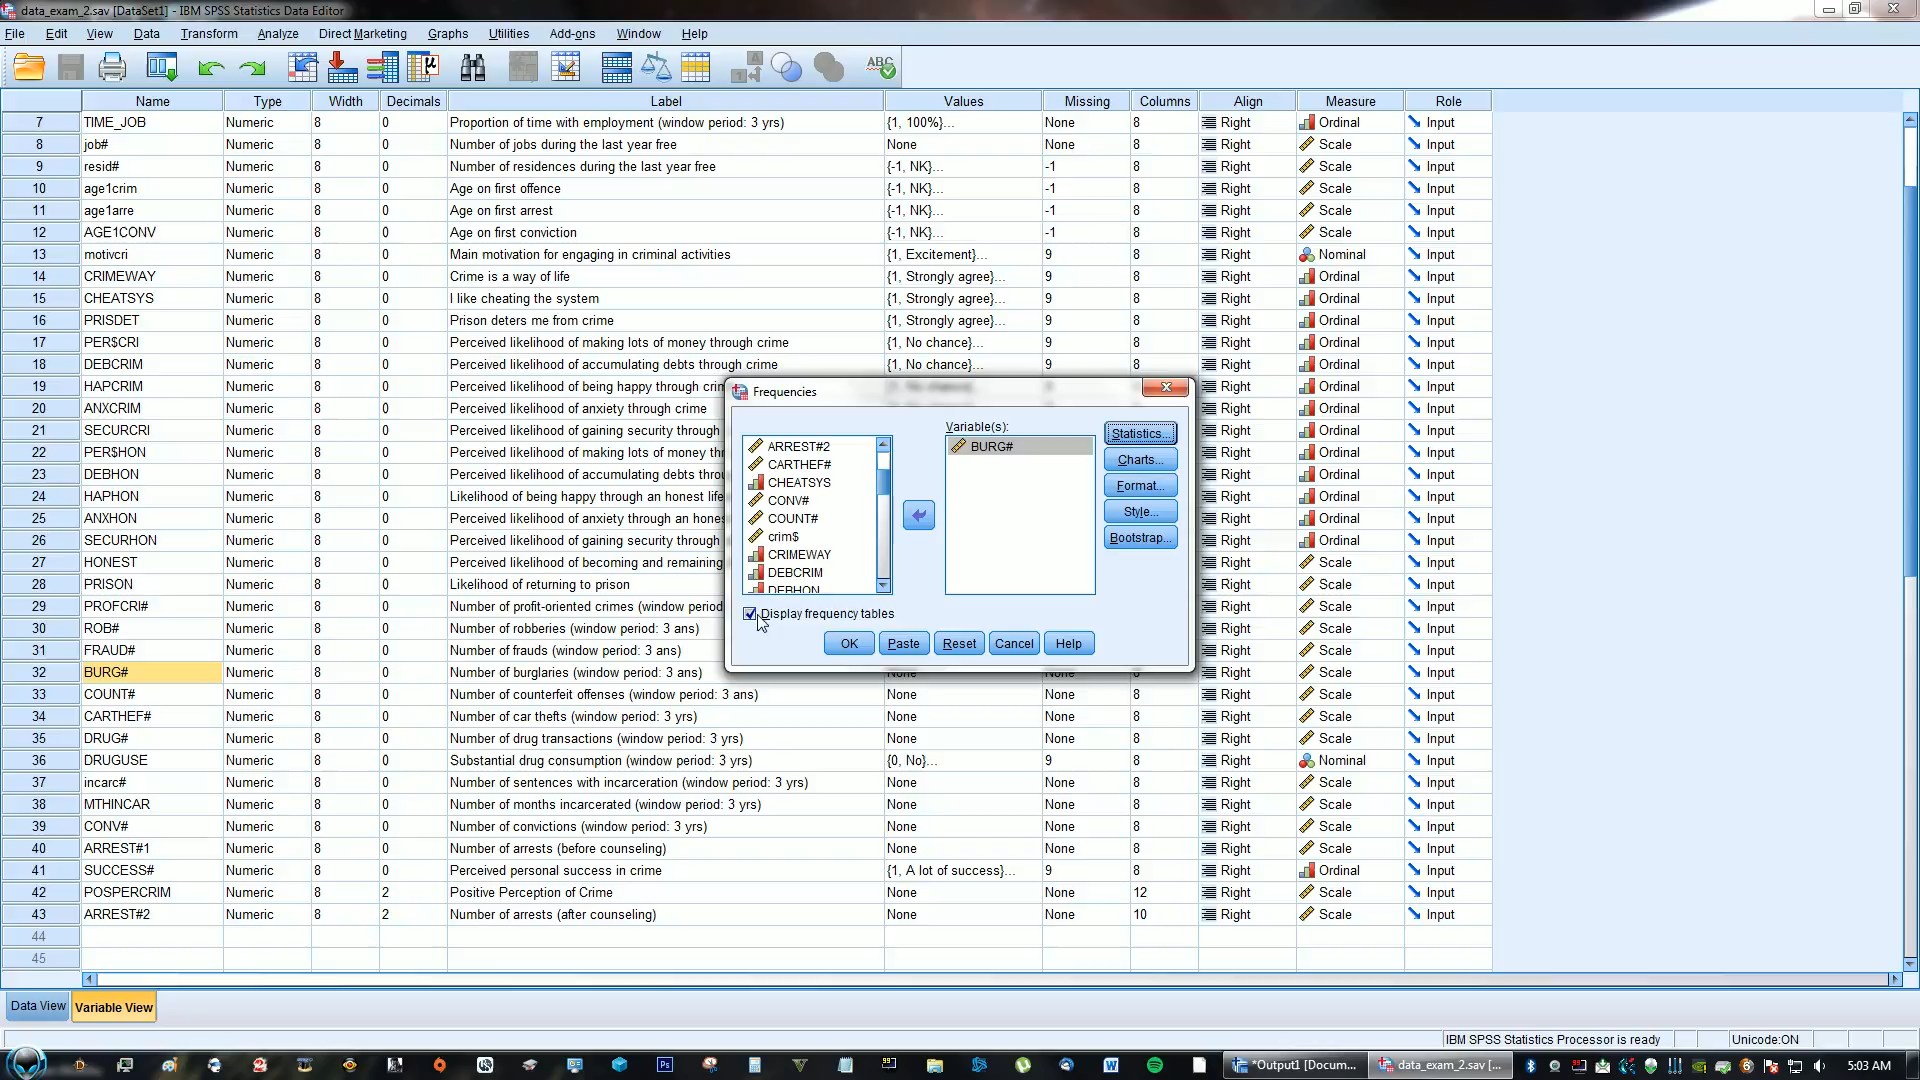 data_exam_2.sav [DataSet1] - IBM SPSS Statistics Data Editor
File Edit View Data Transform Analyze Direct Marketing Graphs Utilities Add-ons Window Help
Name Type Width Decimals Label Values Missing Columns Align Measure Role
7 TIME_JOB Numeric 8 0 Proportion of time with employment (window period: 3 yrs) {1, 100%}... None 8 Right Ordinal Input
8 job# Numeric 8 0 Number of jobs during the last year free None None 8 Right Scale Input
9 resid# Numeric 8 0 Number of residences during the last year free {-1, NK}... -1 8 Right Scale Input
10 age1crim Numeric 8 0 Age on first offence {-1, NK}... -1 8 Right Scale Input
11 age1arre Numeric 8 0 Age on first arrest {-1, NK}... -1 8 Right Scale Input
12 AGE1CONV Numeric 8 0 Age on first conviction {-1, NK}... -1 8 Right Scale Input
13 motivcri Numeric 8 0 Main motivation for engaging in criminal activities {1, Excitement}... 9 8 Right Nominal Input
14 CRIMEWAY Numeric 8 0 Crime is a way of life {1, Strongly agree}... 9 8 Right Ordinal Input
15 CHEATSYS Numeric 8 0 I like cheating the system {1, Strongly agree}... 9 8 Right Ordinal Input
16 PRISDET Numeric 8 0 Prison deters me from crime {1, Strongly agree}... 9 8 Right Ordinal Input
17 PER$CRI Numeric 8 0 Perceived likelihood of making lots of money through crime {1, No chance}... 9 8 Right Ordinal Input
18 DEBCRIM Numeric 8 0 Perceived likelihood of accumulating debts through crime {1, No chance}... 9 8 Right Ordinal Input
19 HAPCRIM Numeric 8 0 Perceived likelihood of being happy through crim Right Ordinal Input
20 ANXCRIM Numeric 8 0 Perceived likelihood of anxiety through crime Right Ordinal Input
21 SECURCRI Numeric 8 0 Perceived likelihood of gaining security through Right Ordinal Input
22 PER$HON Numeric 8 0 Perceived likelihood of making lots of money thr Right Ordinal Input
23 DEBHON Numeric 8 0 Perceived likelihood of accumulating debts throu Right Ordinal Input
24 HAPHON Numeric 8 0 Likelihood of being happy through an honest life Right Ordinal Input
25 ANXHON Numeric 8 0 Perceived likelihood of anxiety through an hones Right Ordinal Input
26 SECURHON Numeric 8 0 Perceived likelihood of gaining security through Right Ordinal Input
27 HONEST Numeric 8 0 Perceived likelihood of becoming and remaining Right Scale Input
28 PRISON Numeric 8 0 Likelihood of returning to prison Right Scale Input
29 PROFCRI# Numeric 8 0 Number of profit-oriented crimes (window period Right Scale Input
30 ROB# Numeric 8 0 Number of robberies (window period: 3 ans) Right Scale Input
31 FRAUD# Numeric 8 0 Number of frauds (window period: 3 ans) Right Scale Input
32 BURG# Numeric 8 0 Number of burglaries (window period: 3 ans) None None 8 Right Scale Input
33 COUNT# Numeric 8 0 Number of counterfeit offenses (window period: 3 ans) None None 8 Right Scale Input
34 CARTHEF# Numeric 8 0 Number of car thefts (window period: 3 yrs) None None 8 Right Scale Input
35 DRUG# Numeric 8 0 Number of drug transactions (window period: 3 yrs) None None 8 Right Scale Input
36 DRUGUSE Numeric 8 0 Substantial drug consumption (window period: 3 yrs) {0, No}... 9 8 Right Nominal Input
37 incarc# Numeric 8 0 Number of sentences with incarceration (window period: 3 yrs) None None 8 Right Scale Input
38 MTHINCAR Numeric 8 0 Number of months incarcerated (window period: 3 yrs) None None 8 Right Scale Input
39 CONV# Numeric 8 0 Number of convictions (window period: 3 yrs) None None 8 Right Scale Input
40 ARREST#1 Numeric 8 0 Number of arrests (before counseling) None None 8 Right Scale Input
41 SUCCESS# Numeric 8 0 Perceived personal success in crime {1, A lot of success}... 9 8 Right Ordinal Input
42 POSPERCRIM Numeric 8 2 Positive Perception of Crime None None 12 Right Scale Input
43 ARREST#2 Numeric 8 2 Number of arrests (after counseling) None None 10 Right Scale Input
44
45
Frequencies
Variable(s):
ARREST#2
CARTHEF#
CHEATSYS
CONV#
COUNT#
crim$
CRIMEWAY
DEBCRIM
DEBHON
BURG#
Statistics...
Charts...
Format...
Style...
Bootstrap...
Display frequency tables
OK Paste Reset Cancel Help
Data View Variable View
IBM SPSS Statistics Processor is ready Unicode:ON
*Output1 [Docum... data_exam_2.sav [... 5:03 AM